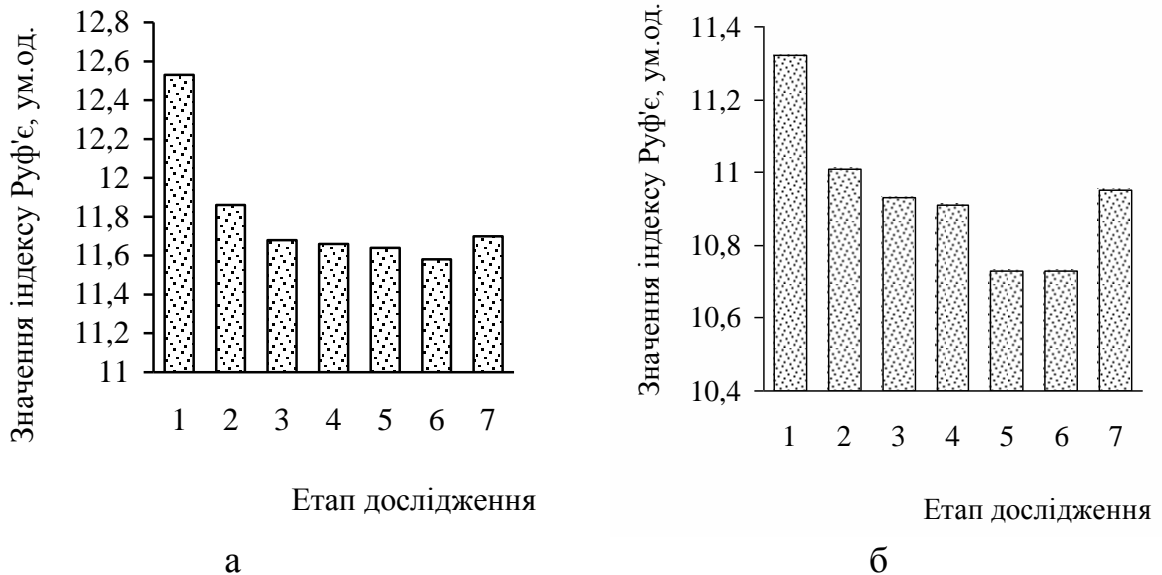 Значення індексу Руф'є, ум.од.
12,8
12,6
12,4
12,2
12
11,8
11,6
11,4
11,2
11
1 2 3 4 5 6 7
Етап дослідження
а
Значення індексу Руф'є, ум.од.
11,4
11,2
11
10,8
10,6
10,4
1 2 3 4 5 6 7
Етап дослідження
б